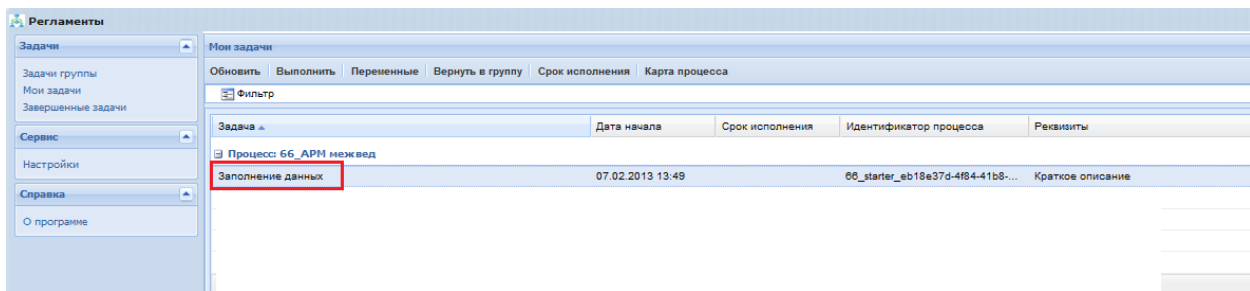 Регламенты
Задачи
Задачи группы
Мои задачи
Завершенные задачи
Сервис
Настройки
Справка
О программе
Мои задачи
Обновить Выполнить Переменные Вернуть в группу Срок исполнения Карта процесса
Фильтр
Задача Дата начала Срок исполнения Идентификатор процесса Реквизиты
Процесс: 66_АРМ межвед
Заполнение данных 07.02.2013 13:49 66_starter_eb18e37d-4f84-41b8-... Краткое описание